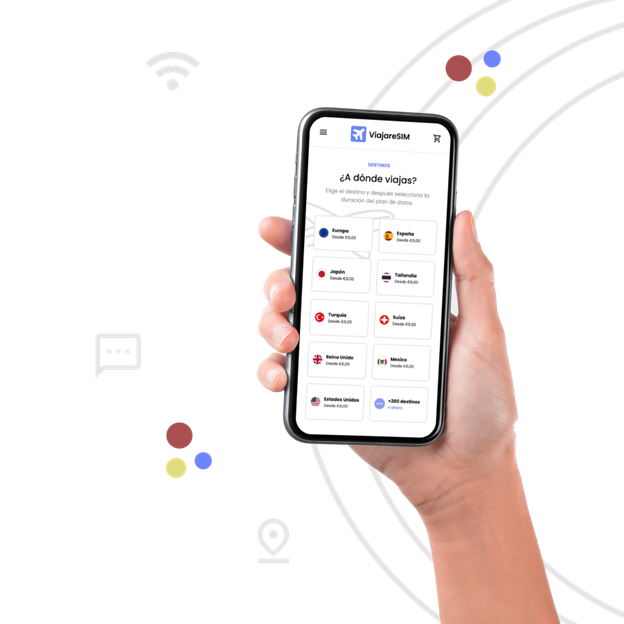 ViajareSIM
DESTINOS
¿A dónde viajas?
Elige el destino y después selecciona la
duración del plan de datos.
Europa
Desde €5,00
España
Desde €5,00
Japón
Desde €5,00
Tailandia
Desde €5,00
Turquía
Desde €5,00
Suiza
Desde €5,00
Reino Unido
Desde €5,00
Mexico
Desde €5,00
Estados Unidos
Desde €5,00
+200 destinos